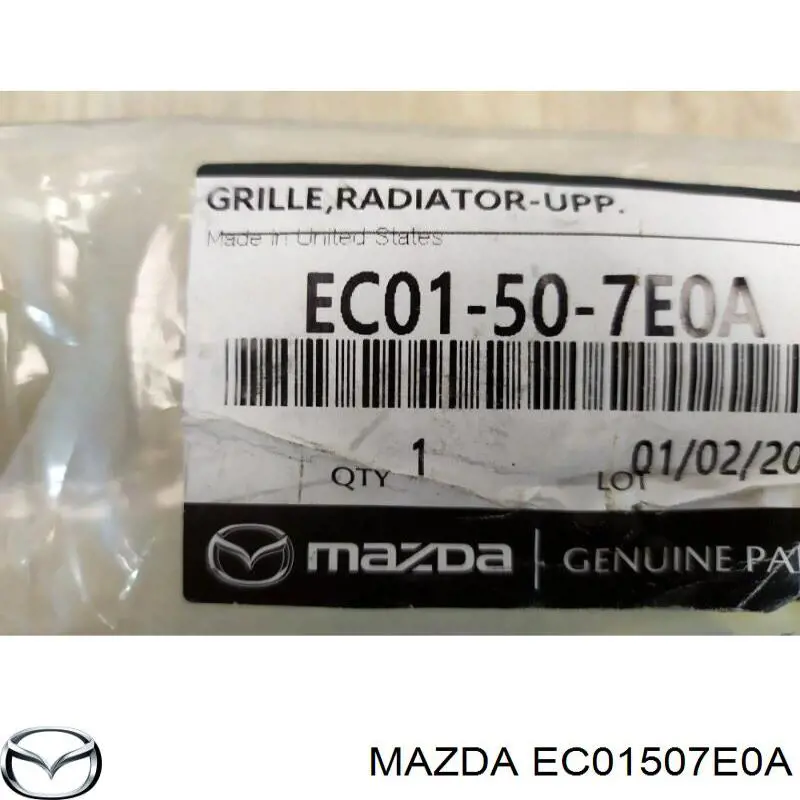 GRILLE,RADIATOR-UPP.
Made in United States
EC01-50-7E0A
QTY 1 LOT 01/02/20
mazda | GENUINE PA
MAZDA EC01507E0A